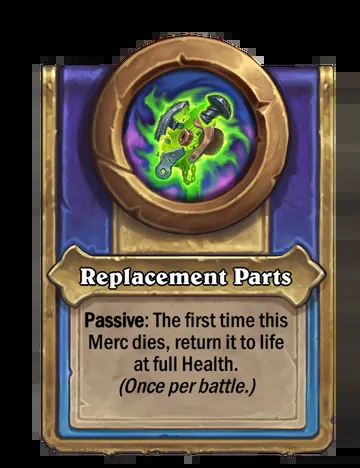 Replacement Parts
Passive: The first time this
Merc dies, return it to life
at full Health.
(Once per battle.)